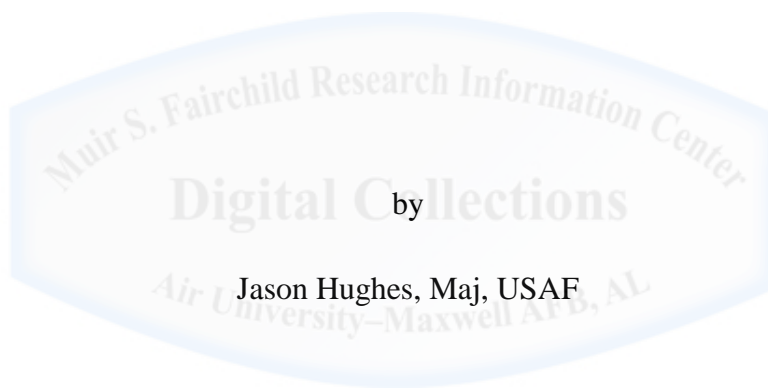 Muir S. Fairchild Research Information Center
Digital Collections
by
Air University–Maxwell AFB, AL
Jason Hughes, Maj, USAF